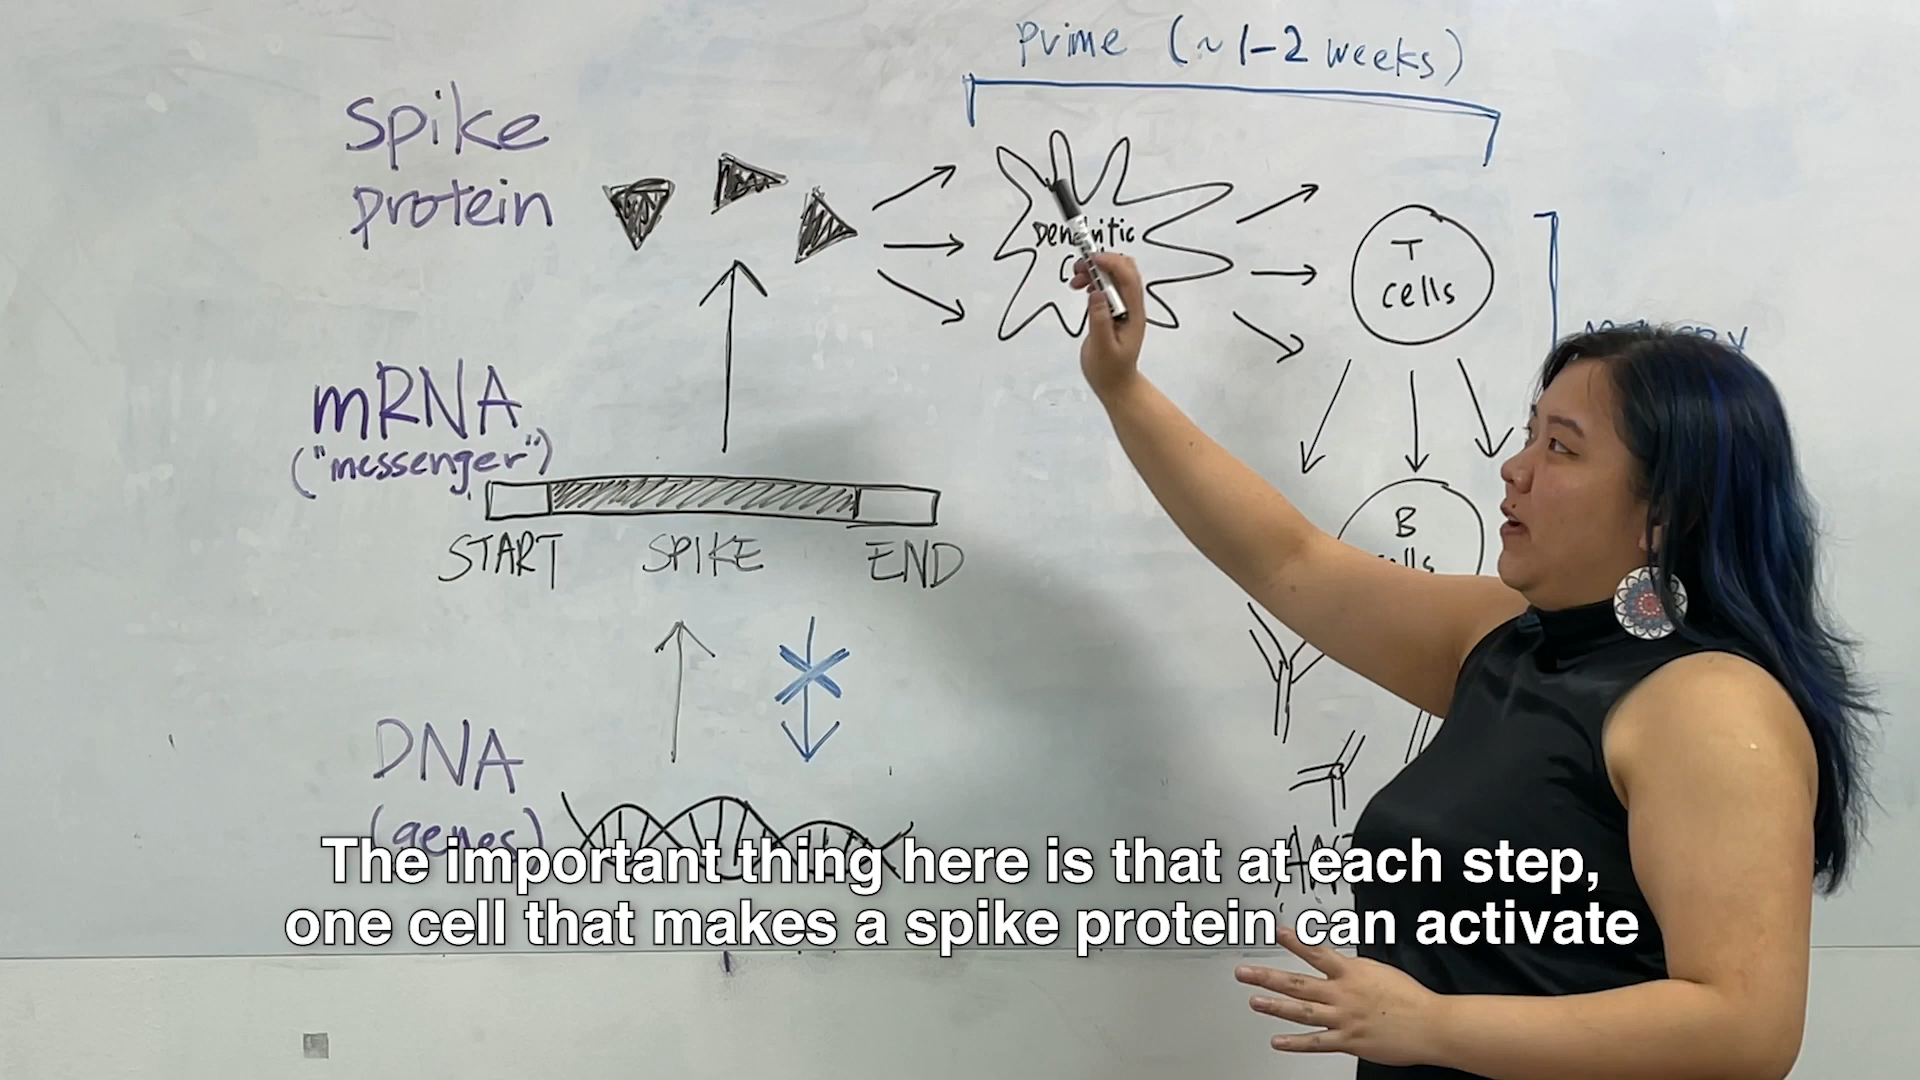 prime (~1-2 weeks)
spike
protein
Dendritic
T
cells
mRNA
("messenger")
START SPIKE END
B
DNA
(genes)
The important thing here is that at each step,
one cell that makes a spike protein can activate